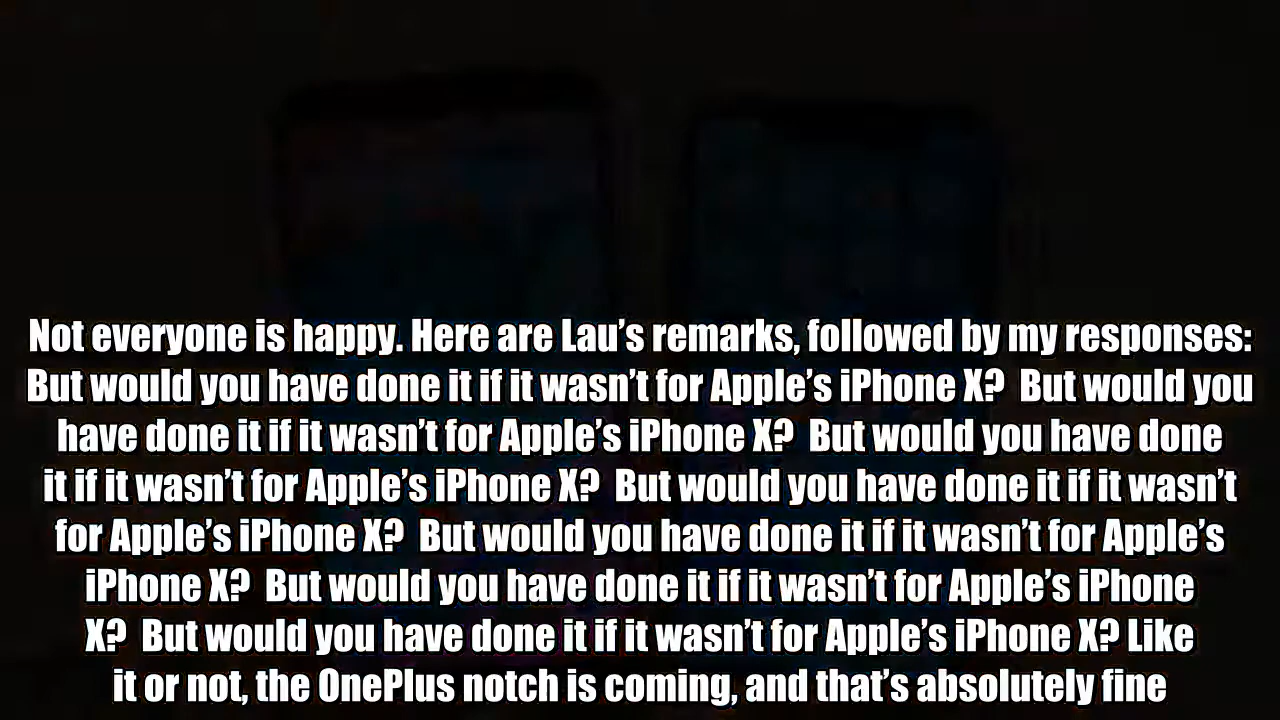 Not everyone is happy. Here are Lau’s remarks, followed by my responses:
But would you have done it if it wasn’t for Apple’s iPhone X?  But would you
have done it if it wasn’t for Apple’s iPhone X?  But would you have done
it if it wasn’t for Apple’s iPhone X?  But would you have done it if it wasn’t
for Apple’s iPhone X?  But would you have done it if it wasn’t for Apple’s
iPhone X?  But would you have done it if it wasn’t for Apple’s iPhone
X?  But would you have done it if it wasn’t for Apple’s iPhone X? Like
it or not, the OnePlus notch is coming, and that’s absolutely fine